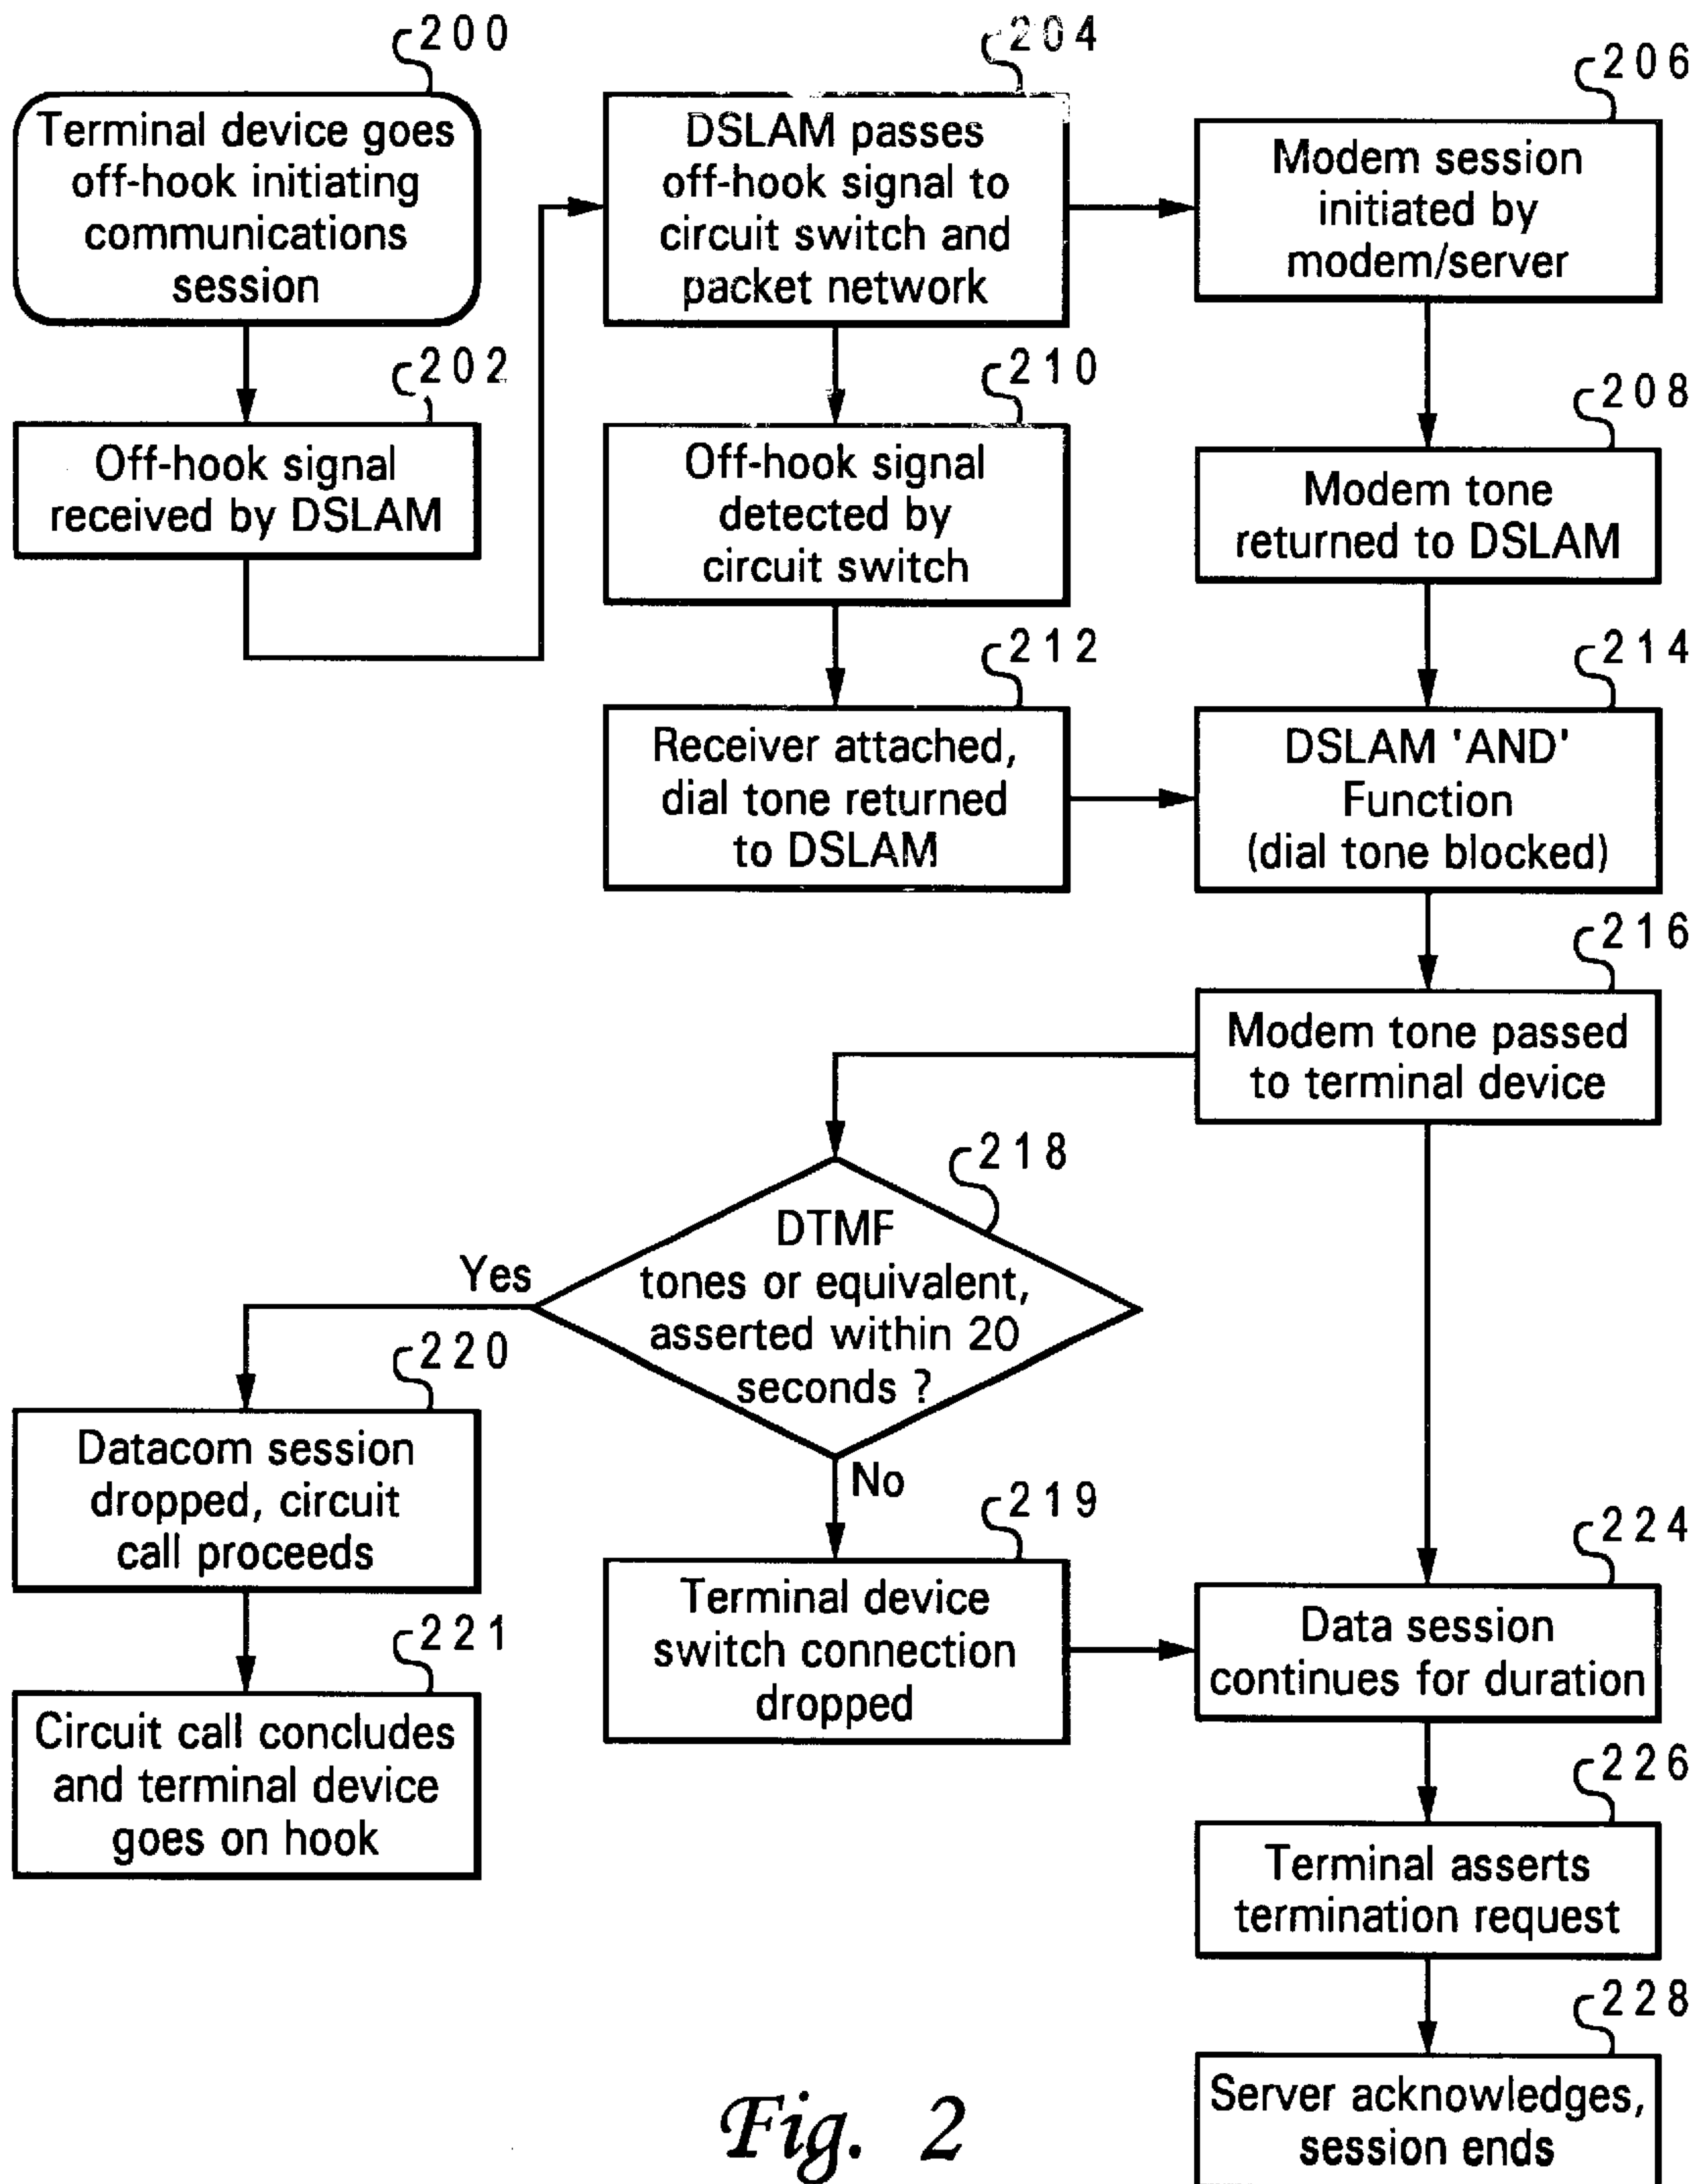 200
Terminal device goes
off-hook initiating
communications
session
202
Off-hook signal
received by DSLAM
204
DSLAM passes
off-hook signal to
circuit switch and
packet network
206
Modem session
initiated by
modem/server
208
Modem tone
returned to DSLAM
210
Off-hook signal
detected by
circuit switch
212
Receiver attached,
dial tone returned
to DSLAM
214
DSLAM 'AND'
Function
(dial tone blocked)
216
Modem tone passed
to terminal device
218
DTMF
tones or equivalent,
asserted within 20
seconds ?
Yes
No
220
Datacom session
dropped, circuit
call proceeds
221
Circuit call concludes
and terminal device
goes on hook
219
Terminal device
switch connection
dropped
224
Data session
continues for duration
226
Terminal asserts
termination request
228
Server acknowledges,
session ends
Fig. 2